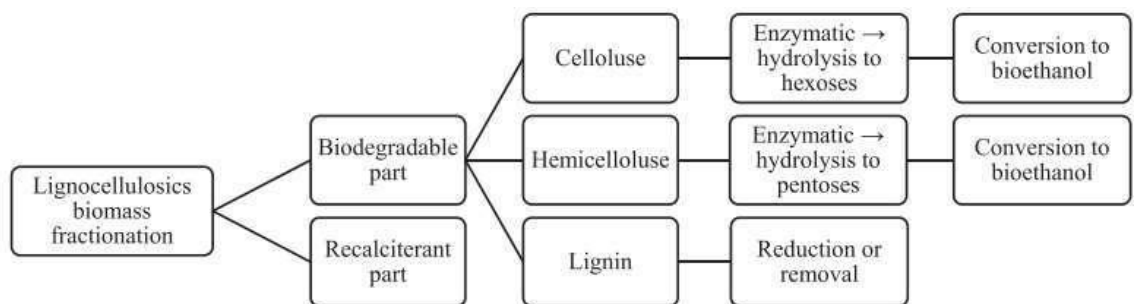 Lignocellulosics
biomass
fractionation
Biodegradable
part
Recalciterant
part
Celloluse
Hemicelloluse
Lignin
Enzymatic →
hydrolysis to
hexoses
Enzymatic →
hydrolysis to
pentoses
Reduction or
removal
Conversion to
bioethanol
Conversion to
bioethanol